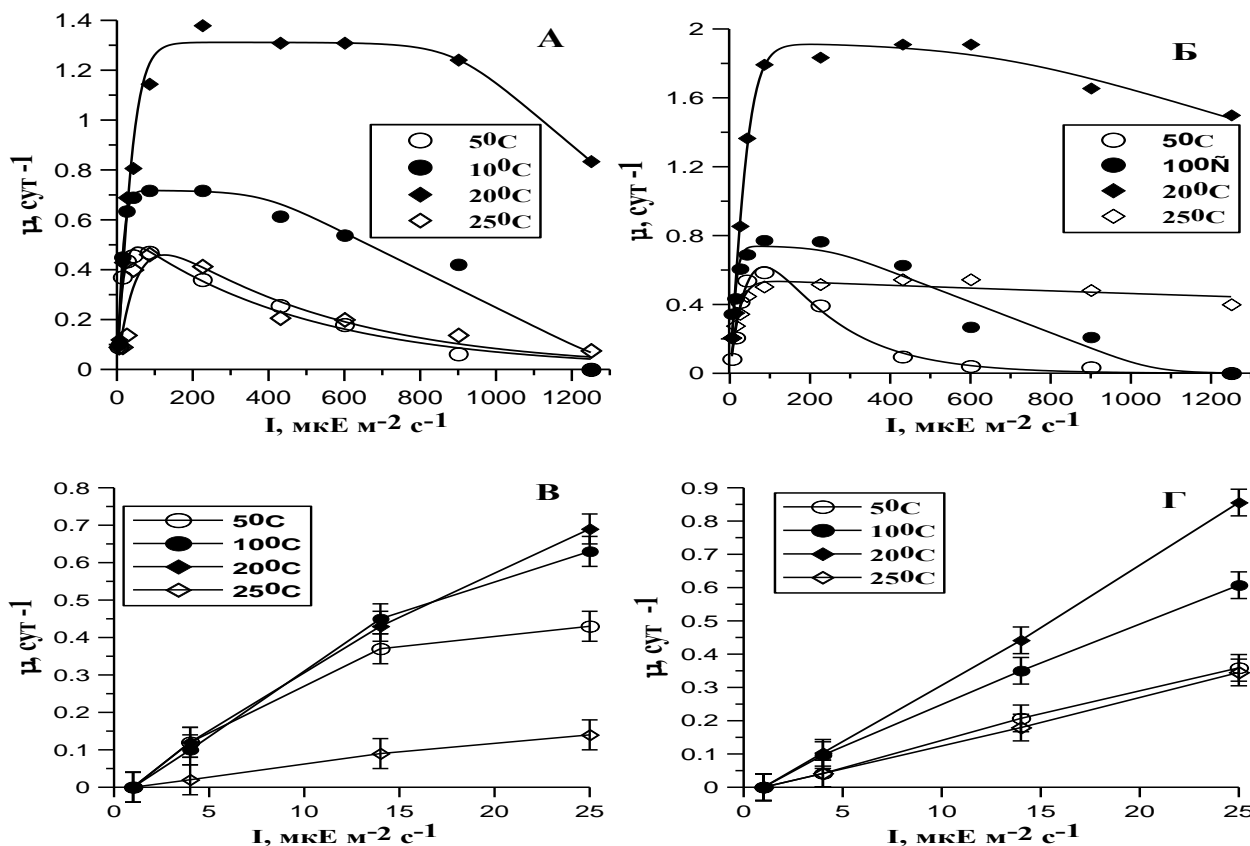 А
1.4
1.2
1
0.8
0.6
0.4
0.2
0
μ, сут -1
5⁰C
10⁰C
20⁰C
25⁰C
0 200 400 600 800 1000 1200
I, мкЕ м⁻² с⁻¹
Б
2
1.6
1.2
0.8
0.4
0
μ, сут -1
5⁰C
10⁰Ñ
20⁰C
25⁰C
0 200 400 600 800 1000 1200
I, мкЕ м⁻² с⁻¹
В
0.8
0.7
0.6
0.5
0.4
0.3
0.2
0.1
0
μ, сут -1
5⁰C
10⁰C
20⁰C
25⁰C
0 5 10 15 20 25
I, мкЕ м⁻² с⁻¹
Г
0.9
0.8
0.7
0.6
0.5
0.4
0.3
0.2
0.1
0
μ, сут -1
5⁰C
10⁰C
20⁰C
25⁰C
0 5 10 15 20 25
I, мкЕ м⁻² с⁻¹